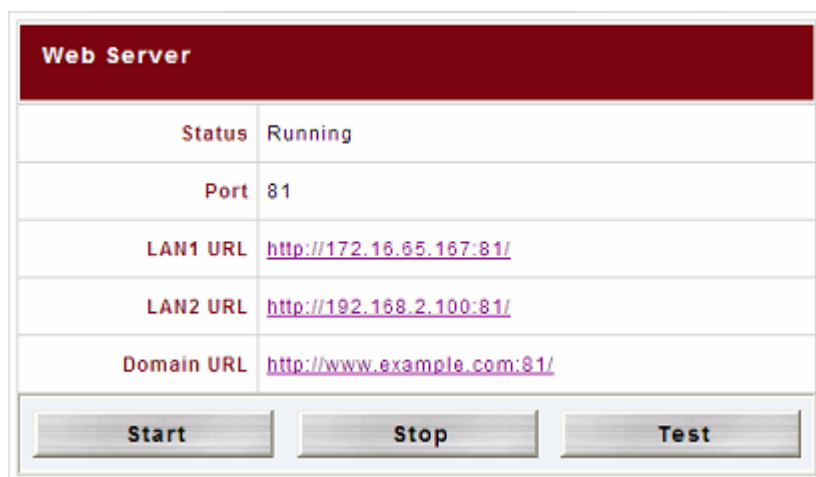 Web Server
Status Running
Port 81
LAN1 URL http://172.16.65.167:81/
LAN2 URL http://192.168.2.100:81/
Domain URL http://www.example.com:81/
Start Stop Test